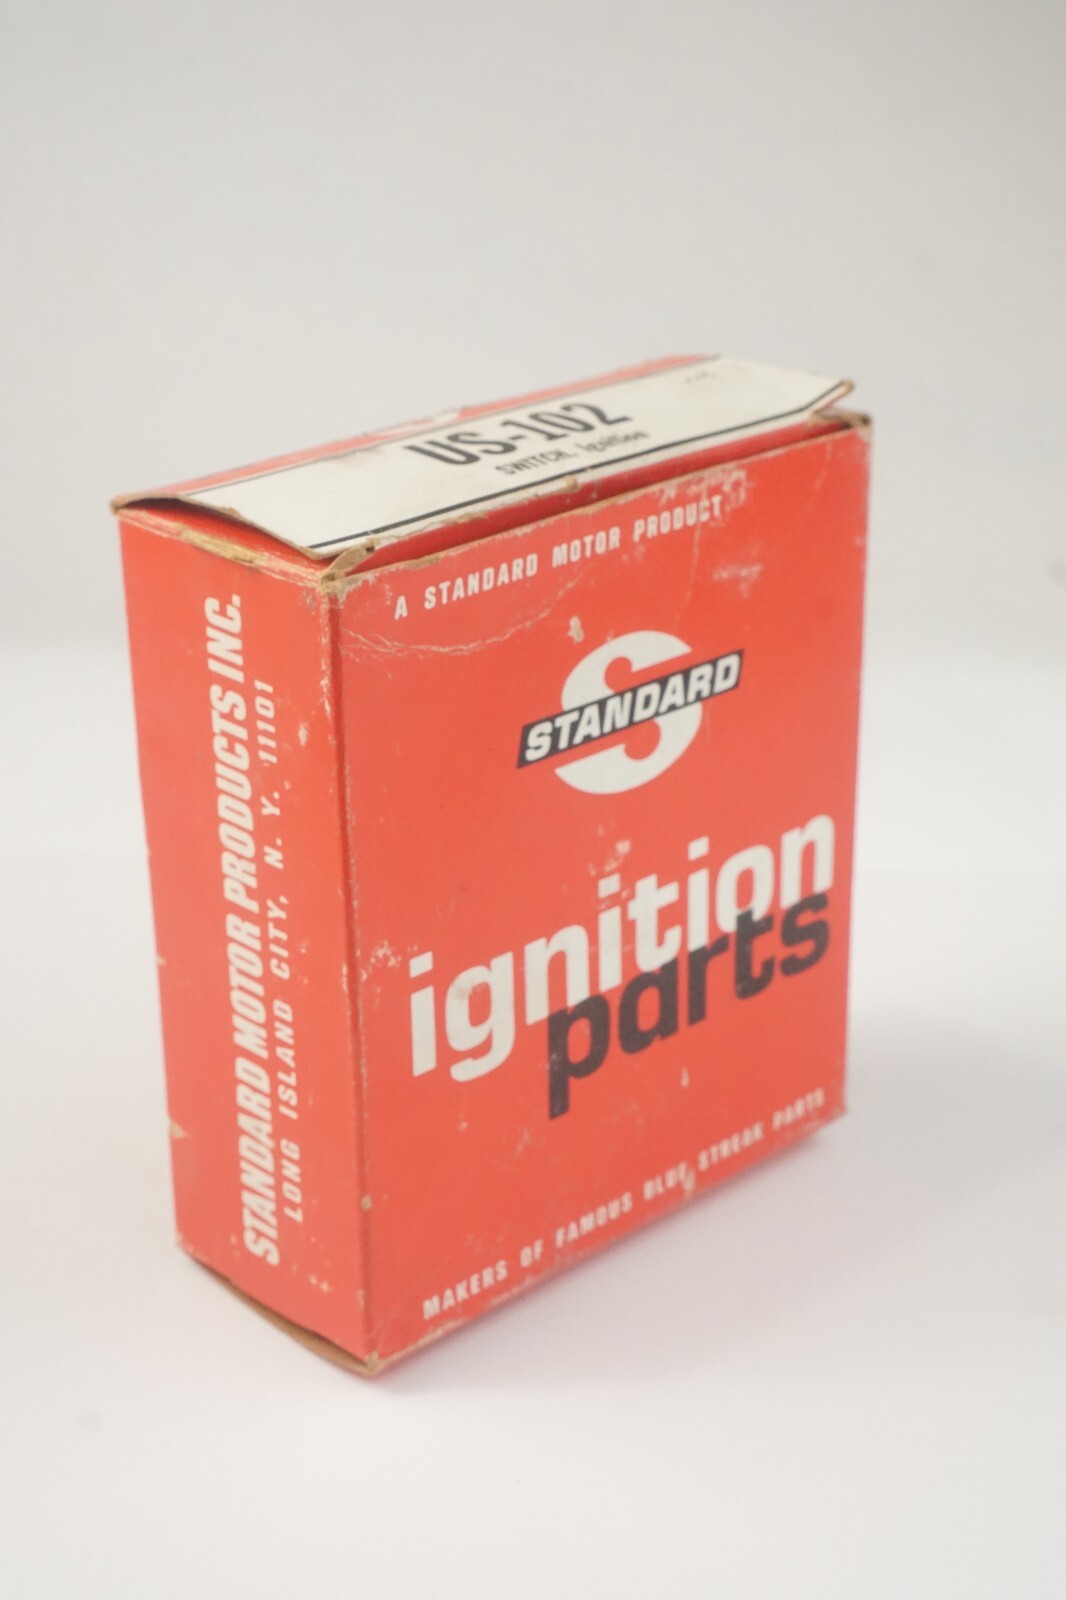 US-102
SWITCH, Ignition
A STANDARD MOTOR PRODUCT
STANDARD
ignition
parts
MAKERS OF FAMOUS BLUE STREAK PARTS
STANDARD MOTOR PRODUCTS INC.
LONG ISLAND CITY, N. Y. 11101